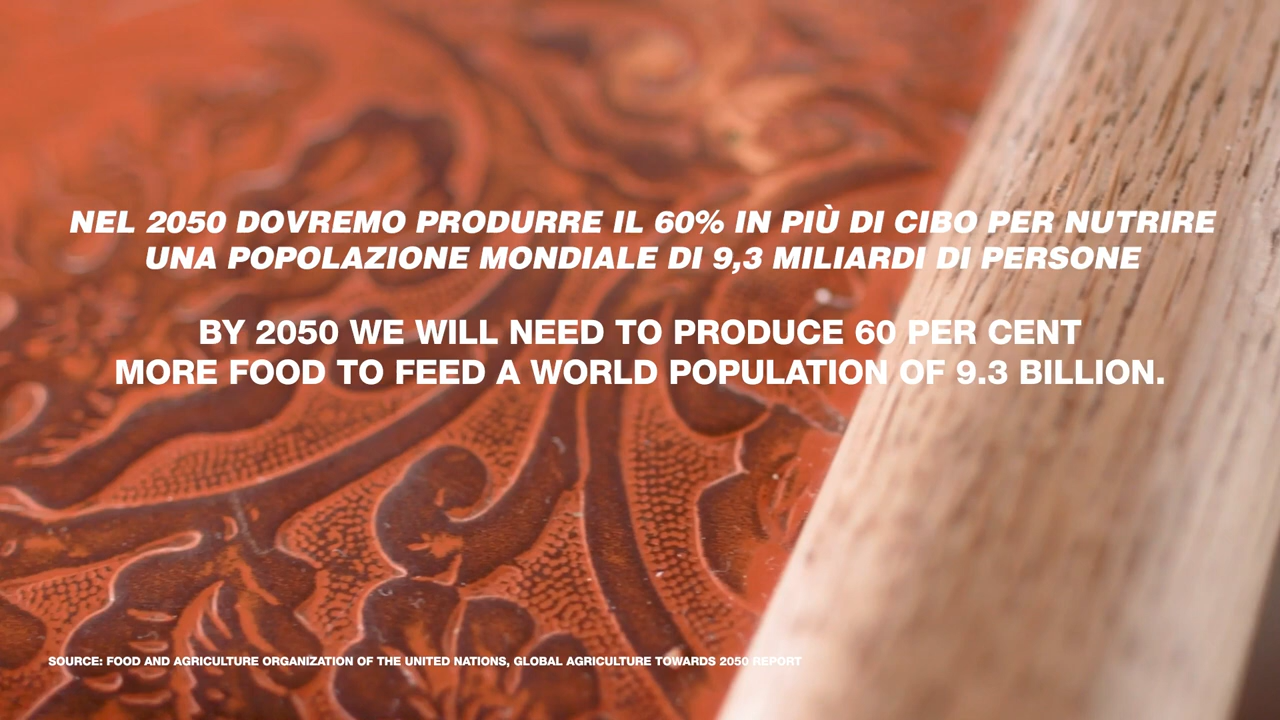 NEL 2050 DOVREMO PRODURRE IL 60% IN PIÙ DI CIBO PER NUTRIRE
UNA POPOLAZIONE MONDIALE DI 9,3 MILIARDI DI PERSONE
BY 2050 WE WILL NEED TO PRODUCE 60 PER CENT
MORE FOOD TO FEED A WORLD POPULATION OF 9.3 BILLION.
SOURCE: FOOD AND AGRICULTURE ORGANIZATION OF THE UNITED NATIONS, GLOBAL AGRICULTURE TOWARDS 2050 REPORT